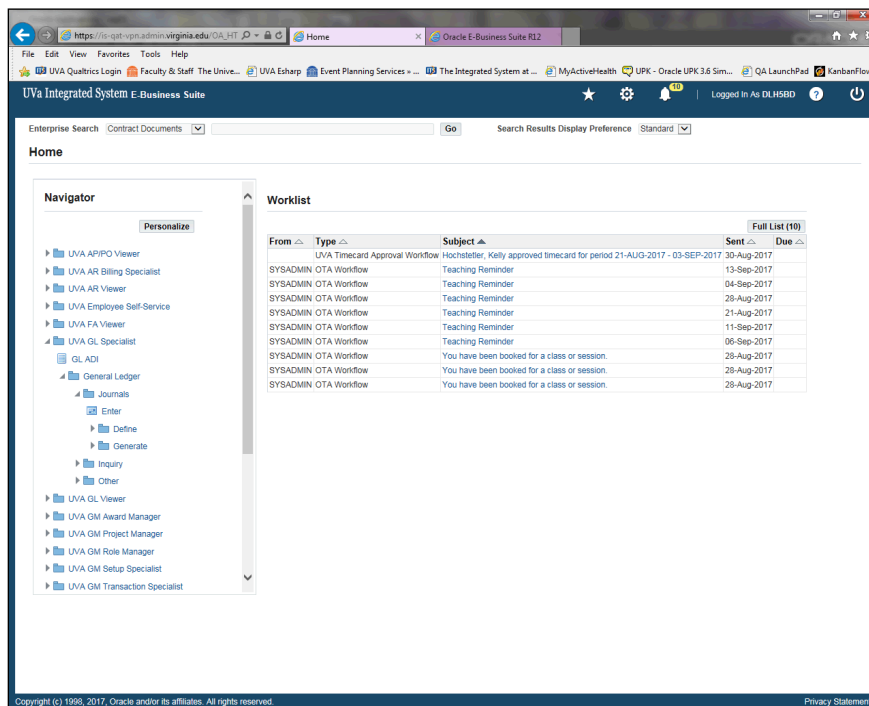 https://is-qat-vpn.admin.virginia.edu/OA_HT
Home
Oracle E-Business Suite R12
File Edit View Favorites Tools Help
UVA Qualtrics Login Faculty & Staff The Unive... UVA Esharp Event Planning Services » ... The Integrated System at ... MyActiveHealth UPK - Oracle UPK 3.6 Sim... QA LaunchPad KanbanFlow
UVa Integrated System E-Business Suite
10
Logged In As DLH5BD
?
Enterprise Search Contract Documents Go Search Results Display Preference Standard
Home
Navigator
Personalize
UVA AP/PO Viewer
UVA AR Billing Specialist
UVA AR Viewer
UVA Employee Self-Service
UVA FA Viewer
UVA GL Specialist
GL ADI
General Ledger
Journals
Enter
Define
Generate
Inquiry
Other
UVA GL Viewer
UVA GM Award Manager
UVA GM Project Manager
UVA GM Role Manager
UVA GM Setup Specialist
UVA GM Transaction Specialist
Worklist
Full List (10)
From Type Subject Sent Due
UVA Timecard Approval Workflow Hochstetler, Kelly approved timecard for period 21-AUG-2017 - 03-SEP-2017 30-Aug-2017
SYSADMIN OTA Workflow Teaching Reminder 13-Sep-2017
SYSADMIN OTA Workflow Teaching Reminder 04-Sep-2017
SYSADMIN OTA Workflow Teaching Reminder 28-Aug-2017
SYSADMIN OTA Workflow Teaching Reminder 21-Aug-2017
SYSADMIN OTA Workflow Teaching Reminder 11-Sep-2017
SYSADMIN OTA Workflow Teaching Reminder 06-Sep-2017
SYSADMIN OTA Workflow You have been booked for a class or session. 28-Aug-2017
SYSADMIN OTA Workflow You have been booked for a class or session. 28-Aug-2017
SYSADMIN OTA Workflow You have been booked for a class or session. 28-Aug-2017
Copyright (c) 1998, 2017, Oracle and/or its affiliates. All rights reserved.
Privacy Statement